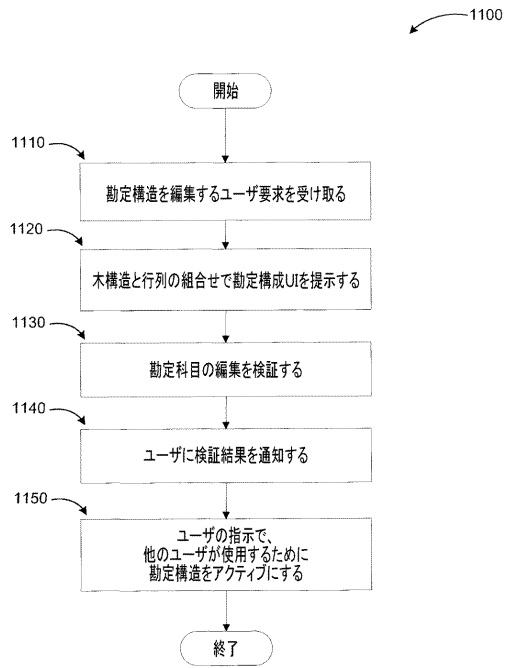 1100
開始
1110
勘定構造を編集するユーザ要求を受け取る
1120
木構造と行列の組合せで勘定構成UIを提示する
1130
勘定科目の編集を検証する
1140
ユーザに検証結果を通知する
1150
ユーザの指示で、
他のユーザが使用するために
勘定構造をアクティブにする
終了